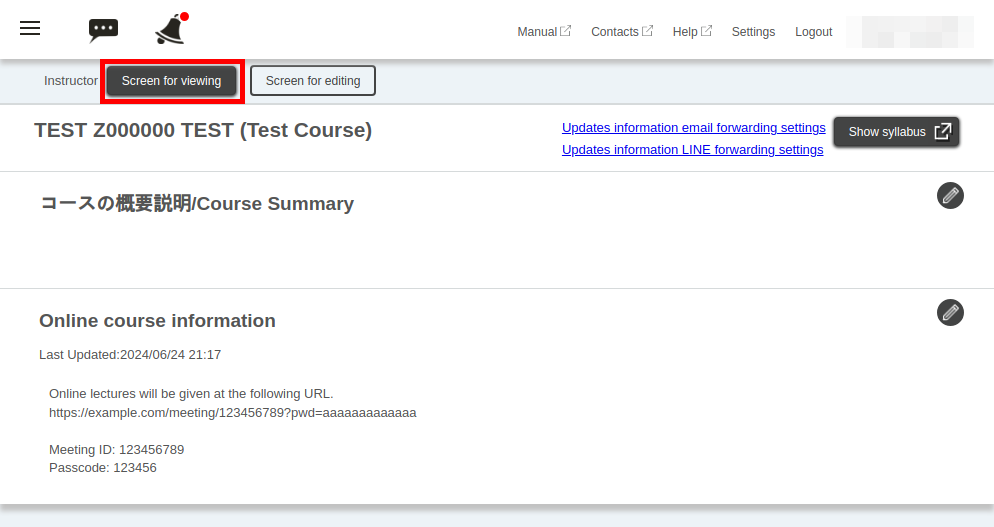 Manual Contacts Help Settings Logout
Instructor Screen for viewing Screen for editing
TEST Z000000 TEST (Test Course)
Updates information email forwarding settings
Updates information LINE forwarding settings
Show syllabus
コースの概要説明/Course Summary
Online course information
Last Updated:2024/06/24 21:17
Online lectures will be given at the following URL.
https://example.com/meeting/123456789?pwd=aaaaaaaaaaaaa
Meeting ID: 123456789
Passcode: 123456